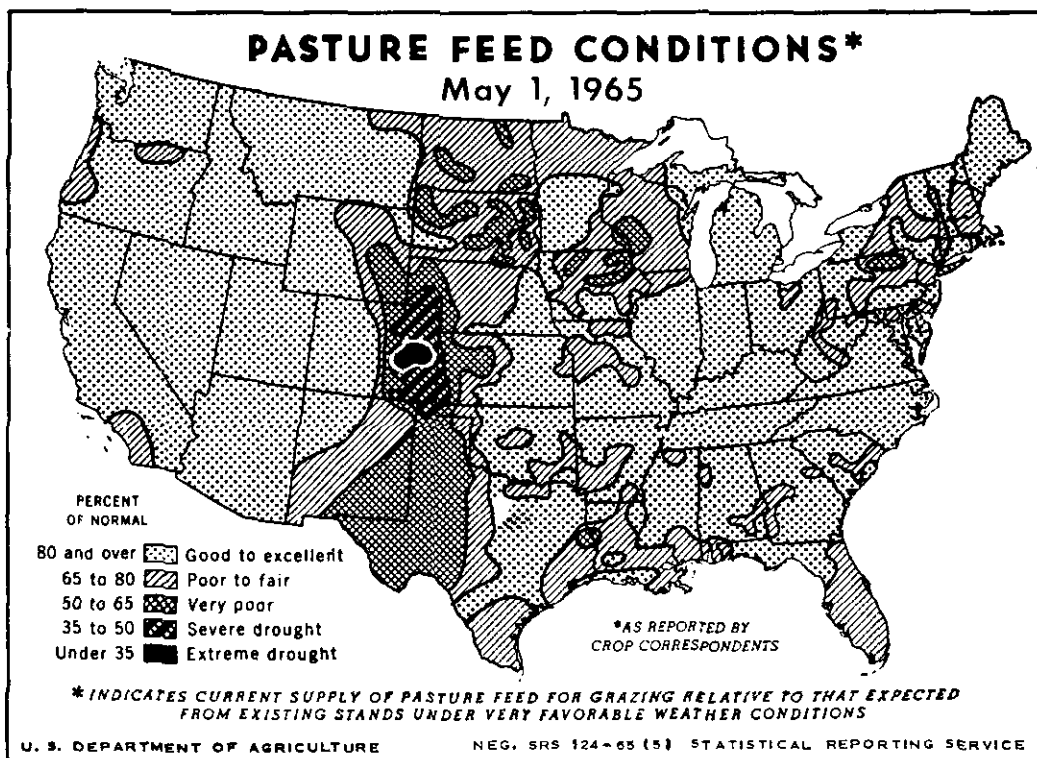 PASTURE FEED CONDITIONS*
May 1, 1965
PERCENT
OF NORMAL
80 and over Good to excellent
65 to 80 Poor to fair
50 to 65 Very poor
35 to 50 Severe drought
Under 35 Extreme drought
*AS REPORTED BY
CROP CORRESPONDENTS
* INDICATES CURRENT SUPPLY OF PASTURE FEED FOR GRAZING RELATIVE TO THAT EXPECTED
FROM EXISTING STANDS UNDER VERY FAVORABLE WEATHER CONDITIONS
U. S. DEPARTMENT OF AGRICULTURE NEG. SRS 124-65 (5) STATISTICAL REPORTING SERVICE